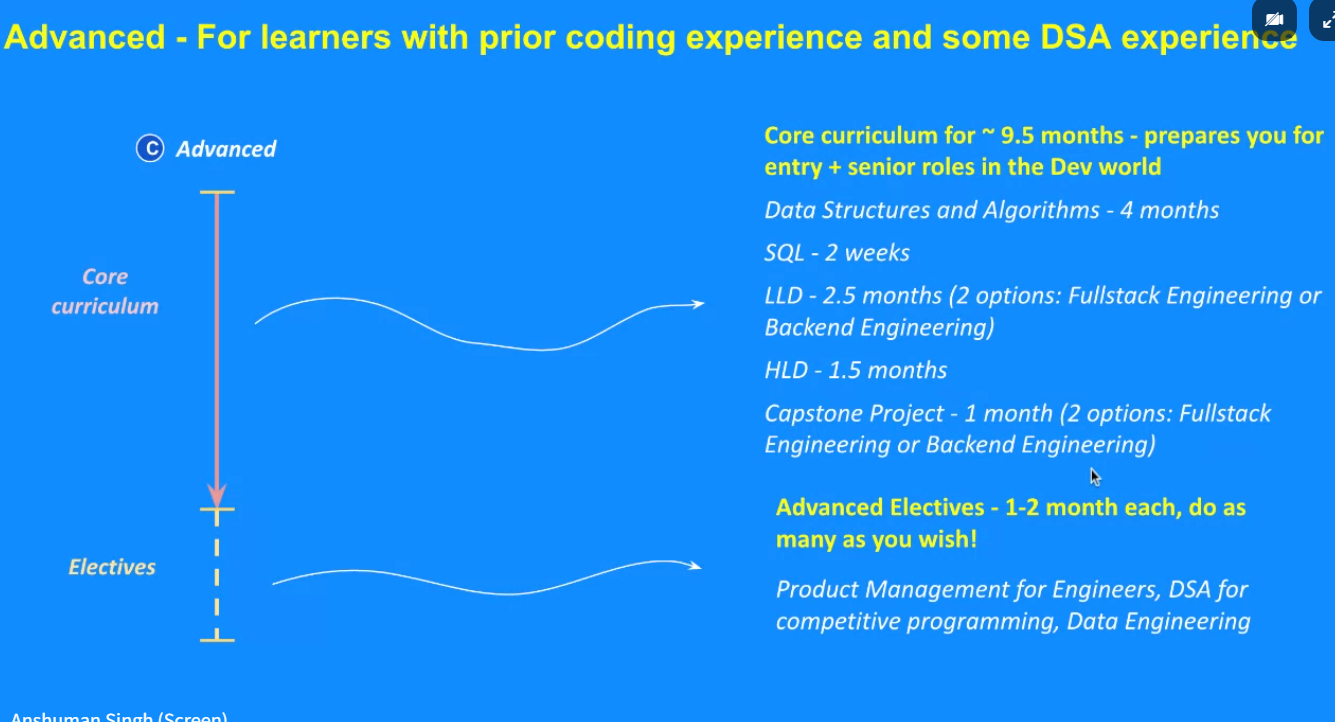 Advanced - For learners with prior coding experience and some DSA experience
C Advanced
Core
curriculum
Core curriculum for ~ 9.5 months - prepares you for
entry + senior roles in the Dev world
Data Structures and Algorithms - 4 months
SQL - 2 weeks
LLD - 2.5 months (2 options: Fullstack Engineering or
Backend Engineering)
HLD - 1.5 months
Capstone Project - 1 month (2 options: Fullstack
Engineering or Backend Engineering)
Electives
Advanced Electives - 1-2 month each, do as
many as you wish!
Product Management for Engineers, DSA for
competitive programming, Data Engineering
Anshuman Singh (Screen)